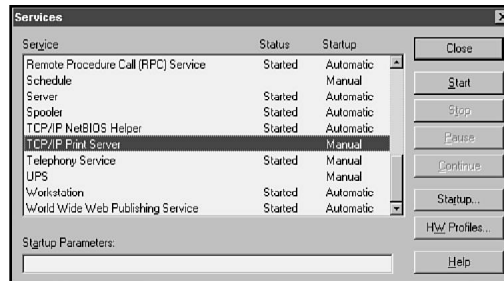 Services
Service Status Startup
Remote Procedure Call (RPC) Service Started Automatic
Schedule Manual
Server Started Automatic
Spooler Started Automatic
TCP/IP NetBIOS Helper Started Automatic
TCP/IP Print Server Manual
Telephony Service Started Manual
UPS Manual
Workstation Started Automatic
World Wide Web Publishing Service Started Automatic
Startup Parameters:
Close
Start
Stop
Pause
Continue
Startup...
HW Profiles...
Help